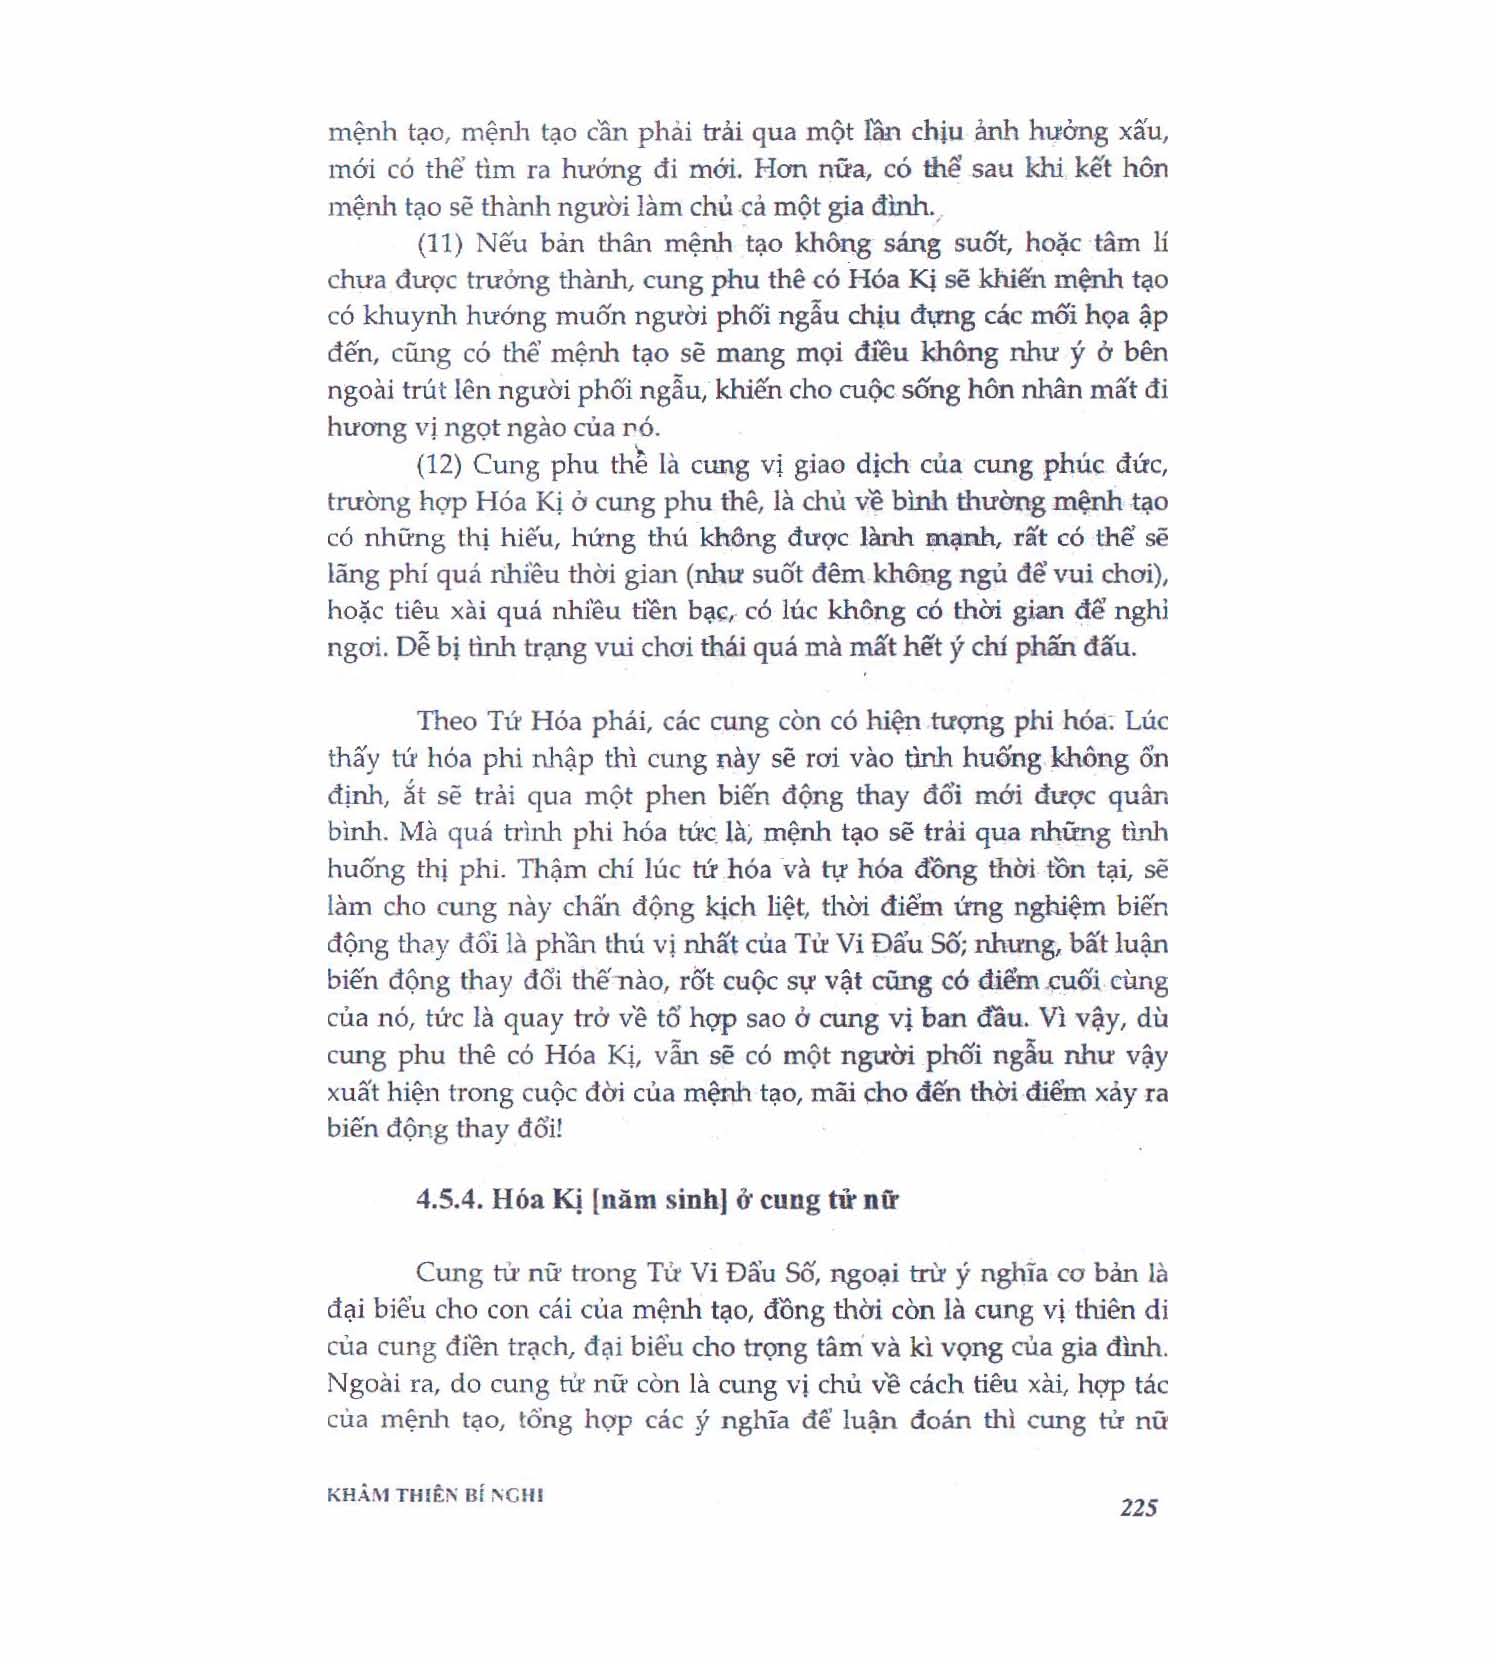 mệnh tạo, mệnh tạo cần phải trải qua một lần chịu ảnh hưởng xấu,
mới có thể tìm ra hướng đi mới. Hơn nữa, có thể sau khi kết hôn
mệnh tạo sẽ thành người làm chủ cả một gia đình.
(11) Nếu bản thân mệnh tạo không sáng suốt, hoặc tâm lí
chưa được trưởng thành, cung phu thê có Hóa Kị sẽ khiến mệnh tạo
có khuynh hướng muốn người phối ngẫu chịu đựng các mối họa ập
đến, cũng có thể mệnh tạo sẽ mang mọi điều không như ý ở bên
ngoài trút lên người phối ngẫu, khiến cho cuộc sống hôn nhân mất đi
hương vị ngọt ngào của nó.
(12) Cung phu thề là cung vị giao dịch của cung phúc đức,
trường hợp Hóa Kị ở cung phu thê, là chủ về bình thường mệnh tạo
có những thị hiếu, hứng thú không được lành mạnh, rất có thể sẽ
lãng phí quá nhiều thời gian (như suốt đêm không ngủ để vui chơi),
hoặc tiêu xài quá nhiều tiền bạc, có lúc không có thời gian để nghỉ
ngơi. Dễ bị tình trạng vui chơi thái quá mà mất hết ý chí phấn đấu.
Theo Tứ Hóa phái, các cung còn có hiện tượng phi hóa. Lúc
thấy tứ hóa phi nhập thì cung này sẽ rơi vào tình huống không ổn
định, ắt sẽ trải qua một phen biến động thay đổi mới được quân
bình. Mà quá trình phi hóa tức là, mệnh tạo sẽ trải qua những tình
huống thị phi. Thậm chí lúc tứ hóa và tự hóa đồng thời tồn tại, sẽ
làm cho cung này chấn động kịch liệt, thời điểm ứng nghiệm biến
động thay đổi là phần thú vị nhất của Tử Vi Đẩu Số; nhưng, bất luận
biến động thay đổi thế nào, rốt cuộc sự vật cũng có điểm cuối cùng
của nó, tức là quay trở về tổ hợp sao ở cung vị ban đầu. Vì vậy, dù
cung phu thê có Hóa Kị, vẫn sẽ có một người phối ngẫu như vậy
xuất hiện trong cuộc đời của mệnh tạo, mãi cho đến thời điểm xảy ra
biến động thay đổi!
4.5.4. Hóa Kị [năm sinh] ở cung tử nữ
Cung tử nữ trong Tử Vi Đẩu Số, ngoại trừ ý nghĩa cơ bản là
đại biểu cho con cái của mệnh tạo, đồng thời còn là cung vị thiên di
của cung điền trạch, đại biểu cho trọng tâm và kì vọng của gia đình.
Ngoài ra, do cung tử nữ còn là cung vị chủ về cách tiêu xài, hợp tác
của mệnh tạo, tổng hợp các ý nghĩa để luận đoán thì cung tử nữ
KHÂM THIÊN BÍ NGHI
225